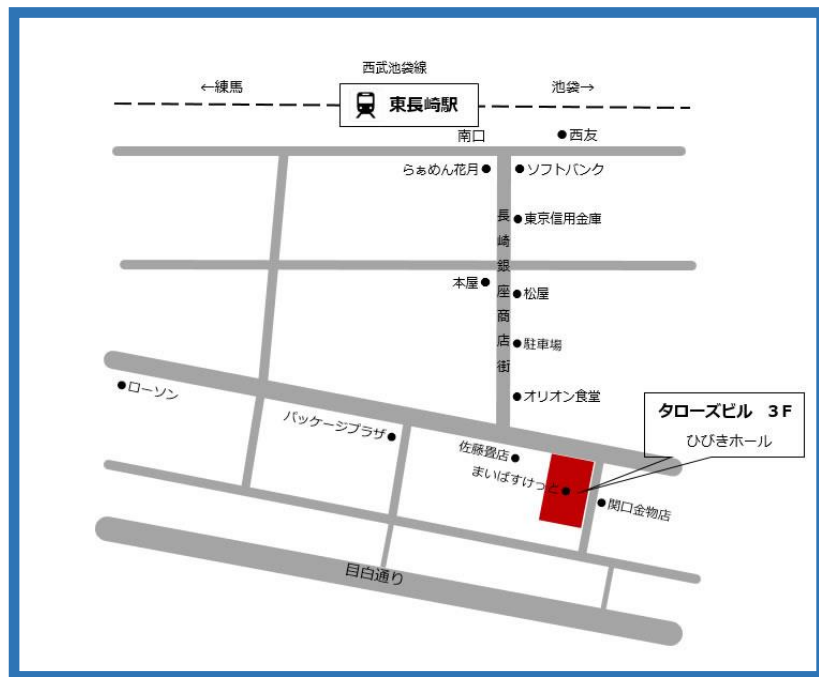 西武池袋線
←練馬
池袋→
東長崎駅
南口
●西友
らぁめん花月●
●ソフトバンク
長崎銀座商店街
●東京信用金庫
本屋●
●松屋
●駐車場
●ローソン
●オリオン食堂
タローズビル 3F
ひびきホール
パッケージプラザ●
佐藤畳店●
まいばすけっと●
●関口金物店
目白通り